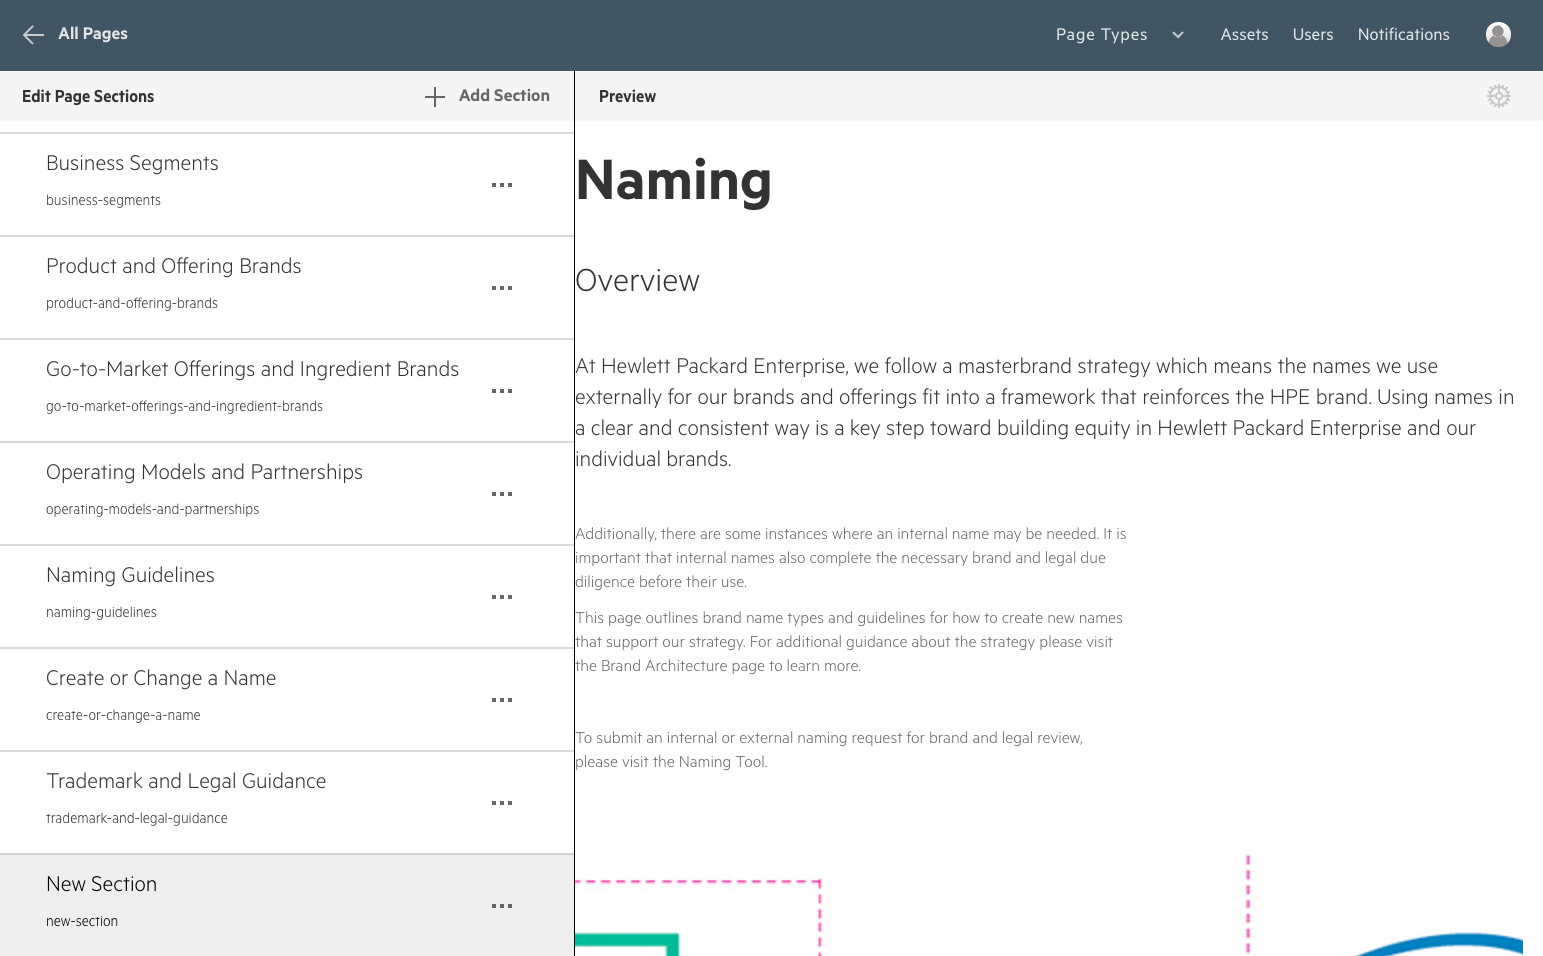 All Pages
Page Types
Assets
Users
Notifications
Edit Page Sections
Add Section
Preview
Business Segments
business-segments
Product and Offering Brands
product-and-offering-brands
Go-to-Market Offerings and Ingredient Brands
go-to-market-offerings-and-ingredient-brands
Operating Models and Partnerships
operating-models-and-partnerships
Naming Guidelines
naming-guidelines
Create or Change a Name
create-or-change-a-name
Trademark and Legal Guidance
trademark-and-legal-guidance
New Section
new-section
Naming
Overview
At Hewlett Packard Enterprise, we follow a masterbrand strategy which means the names we use
externally for our brands and offerings fit into a framework that reinforces the HPE brand. Using names in
a clear and consistent way is a key step toward building equity in Hewlett Packard Enterprise and our
individual brands.
Additionally, there are some instances where an internal name may be needed. It is
important that internal names also complete the necessary brand and legal due
diligence before their use.
This page outlines brand name types and guidelines for how to create new names
that support our strategy. For additional guidance about the strategy please visit
the Brand Architecture page to learn more.
To submit an internal or external naming request for brand and legal review,
please visit the Naming Tool.